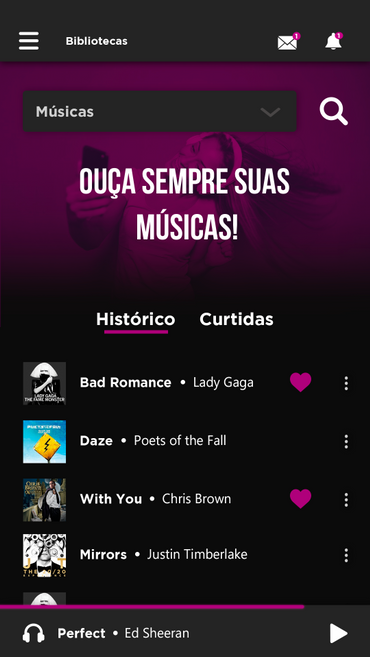 Bibliotecas
1
1
Músicas
OUÇA SEMPRE SUAS
MÚSICAS!
Histórico Curtidas
Bad Romance • Lady Gaga
LADY GAGA
THE FAME MONSTER
Daze • Poets of the Fall
With You • Chris Brown
Mirrors • Justin Timberlake
Perfect • Ed Sheeran